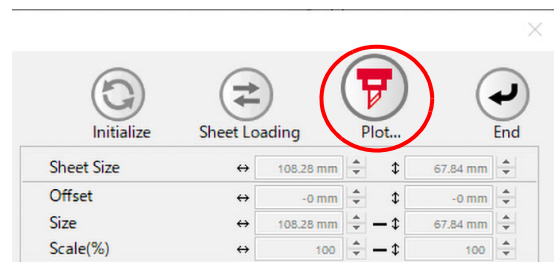 Initialize Sheet Loading Plot... End
Sheet Size 108.28 mm 67.84 mm
Offset -0 mm -0 mm
Size 108.28 mm 67.84 mm
Scale(%) 100 100